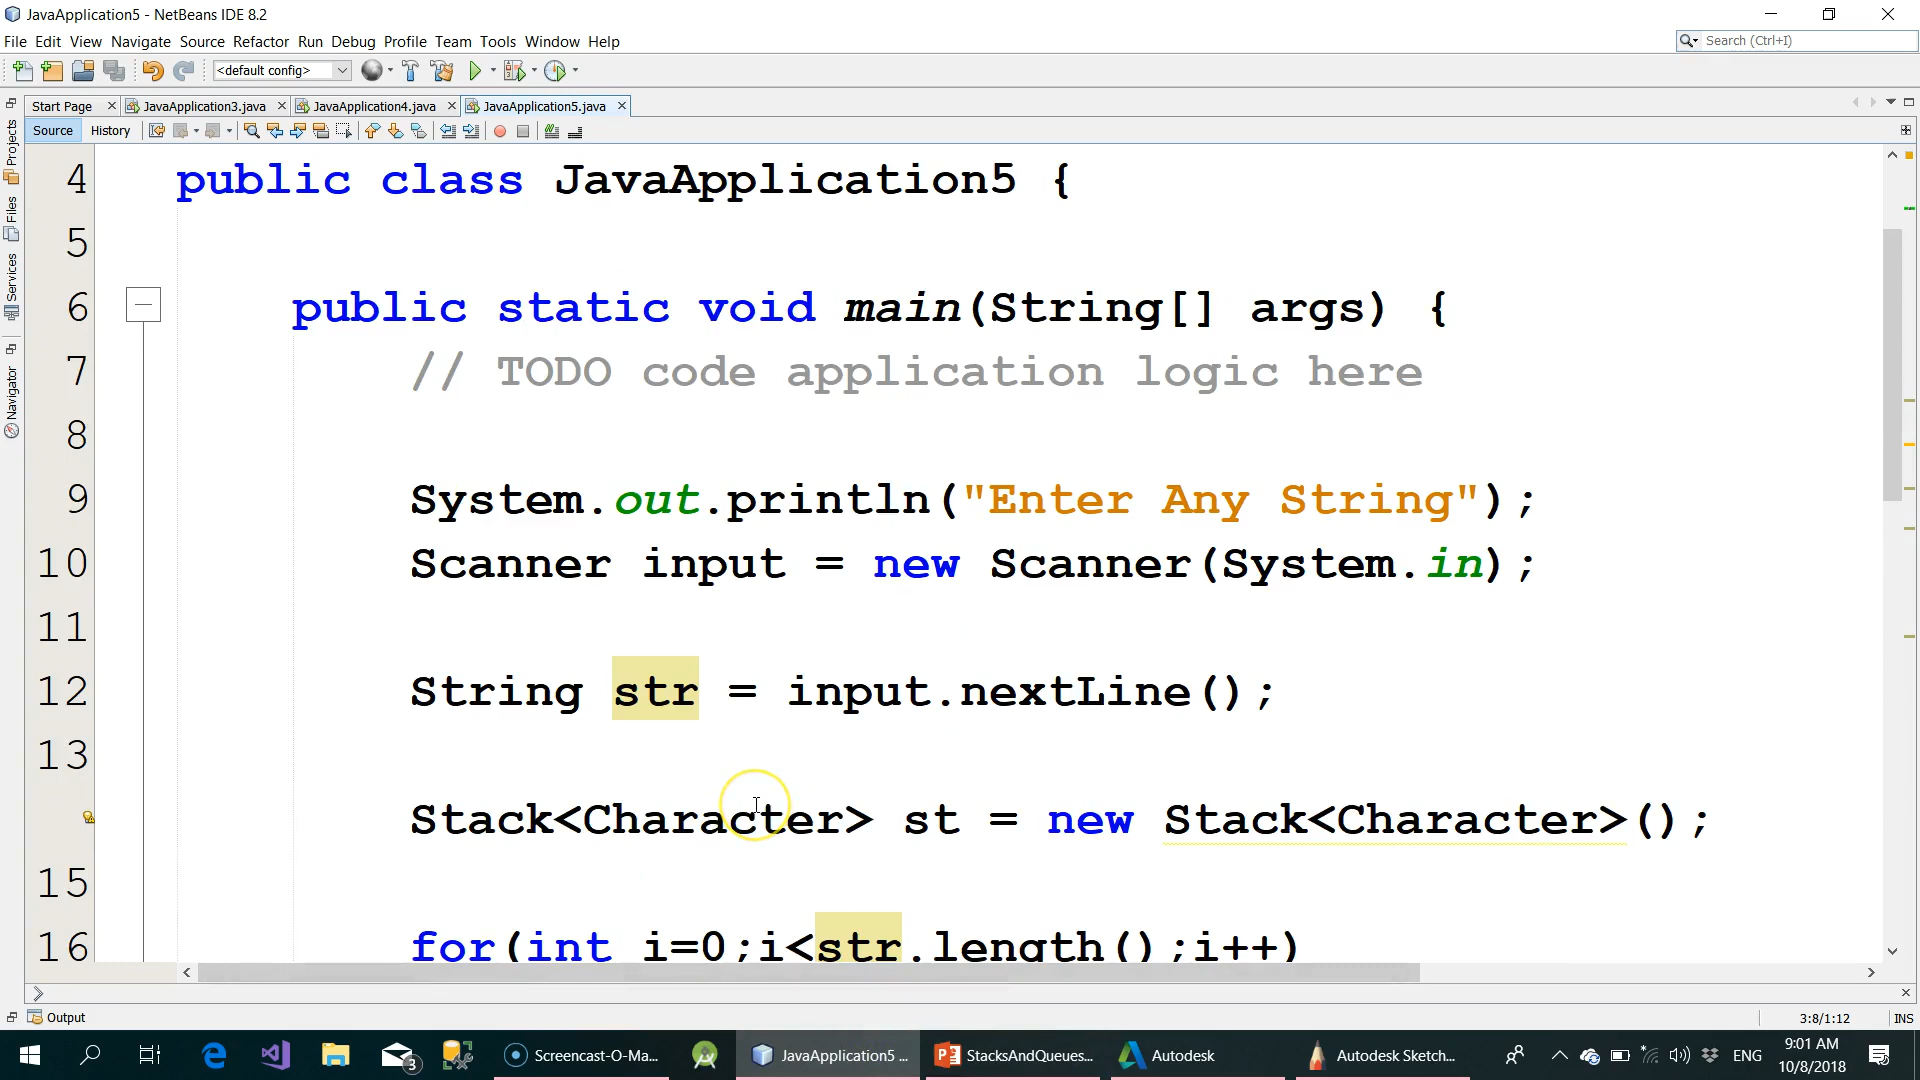 JavaApplication5 - NetBeans IDE 8.2
File Edit View Navigate Source Refactor Run Debug Profile Team Tools Window Help
Search (Ctrl+I)
<default config>
Start Page JavaApplication3.java JavaApplication4.java JavaApplication5.java
Source History
Projects
Files
Services
Navigator
4 public class JavaApplication5 {
5
6 public static void main(String[] args) {
7 // TODO code application logic here
8
9 System.out.println("Enter Any String");
10 Scanner input = new Scanner(System.in);
11
12 String str = input.nextLine();
13
Stack<Character> st = new Stack<Character>();
15
16 for(int i=0;i<str.length();i++)
Output
3:8/1:12 INS
3 Screencast-O-Ma... JavaApplication5 ... StacksAndQueues... Autodesk Autodesk Sketch... ENG 9:01 AM
10/8/2018